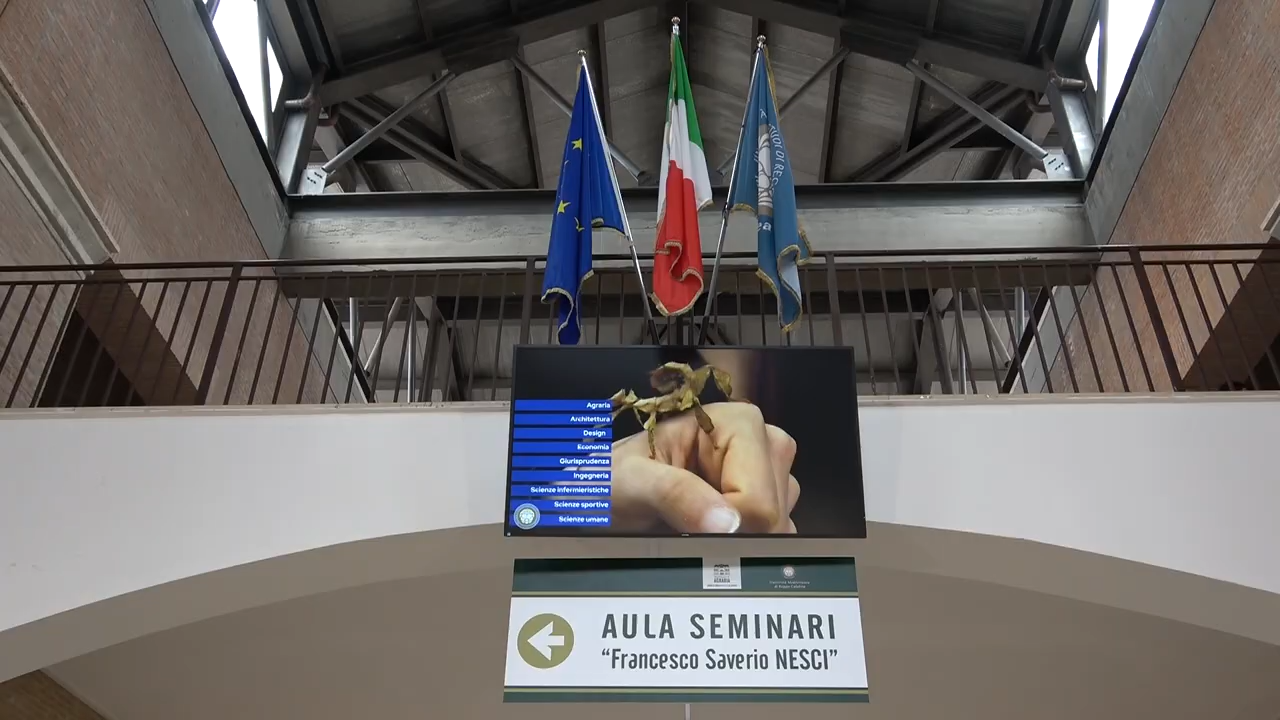 Agraria
Architettura
Design
Economia
Giurisprudenza
Ingegneria
Scienze infermieristiche
Scienze sportive
Scienze umane
AGRARIA
AULA SEMINARI
“Francesco Saverio NESCI”